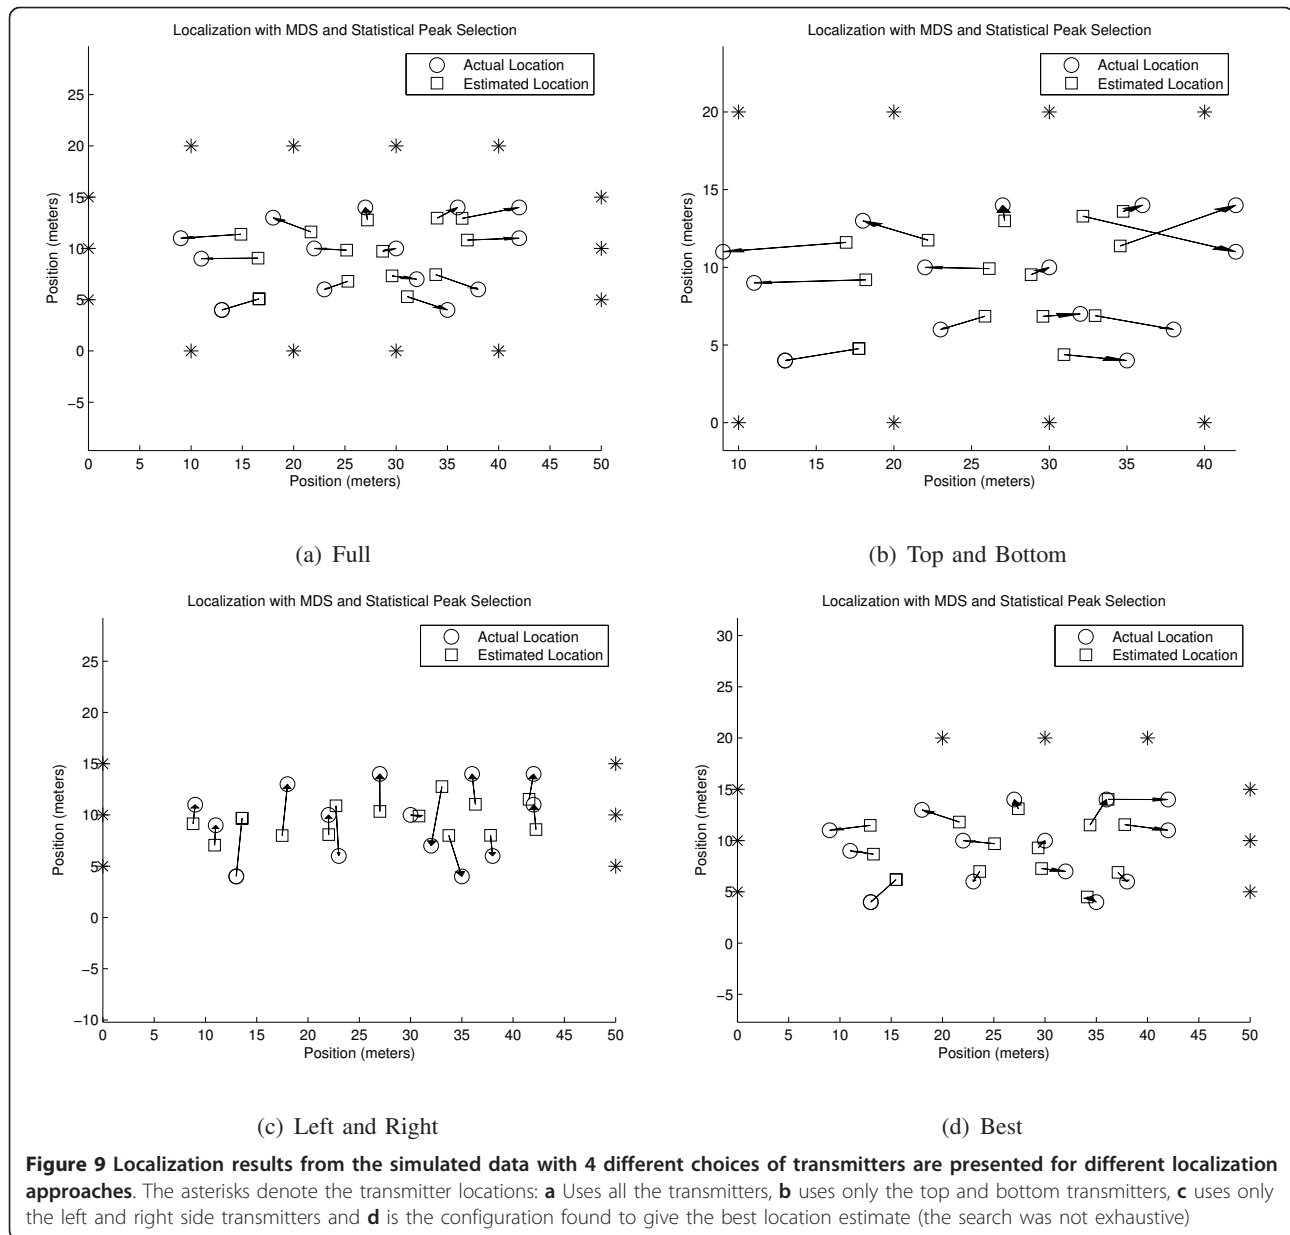 Localization with MDS and Statistical Peak Selection
Actual Location
Estimated Location
Position (meters)
25
20
15
10
5
0
−5
0 5 10 15 20 25 30 35 40 45 50
Position (meters)
(a) Full
Localization with MDS and Statistical Peak Selection
Actual Location
Estimated Location
Position (meters)
20
15
10
5
0
10 15 20 25 30 35 40
Position (meters)
(b) Top and Bottom
Localization with MDS and Statistical Peak Selection
Actual Location
Estimated Location
Position (meters)
25
20
15
10
5
0
−5
−10
0 5 10 15 20 25 30 35 40 45 50
Position (meters)
(c) Left and Right
Localization with MDS and Statistical Peak Selection
Actual Location
Estimated Location
Position (meters)
30
25
20
15
10
5
0
−5
0 5 10 15 20 25 30 35 40 45 50
Position (meters)
(d) Best
Figure 9 Localization results from the simulated data with 4 different choices of transmitters are presented for different localization
approaches. The asterisks denote the transmitter locations: a Uses all the transmitters, b uses only the top and bottom transmitters, c uses only
the left and right side transmitters and d is the configuration found to give the best location estimate (the search was not exhaustive)